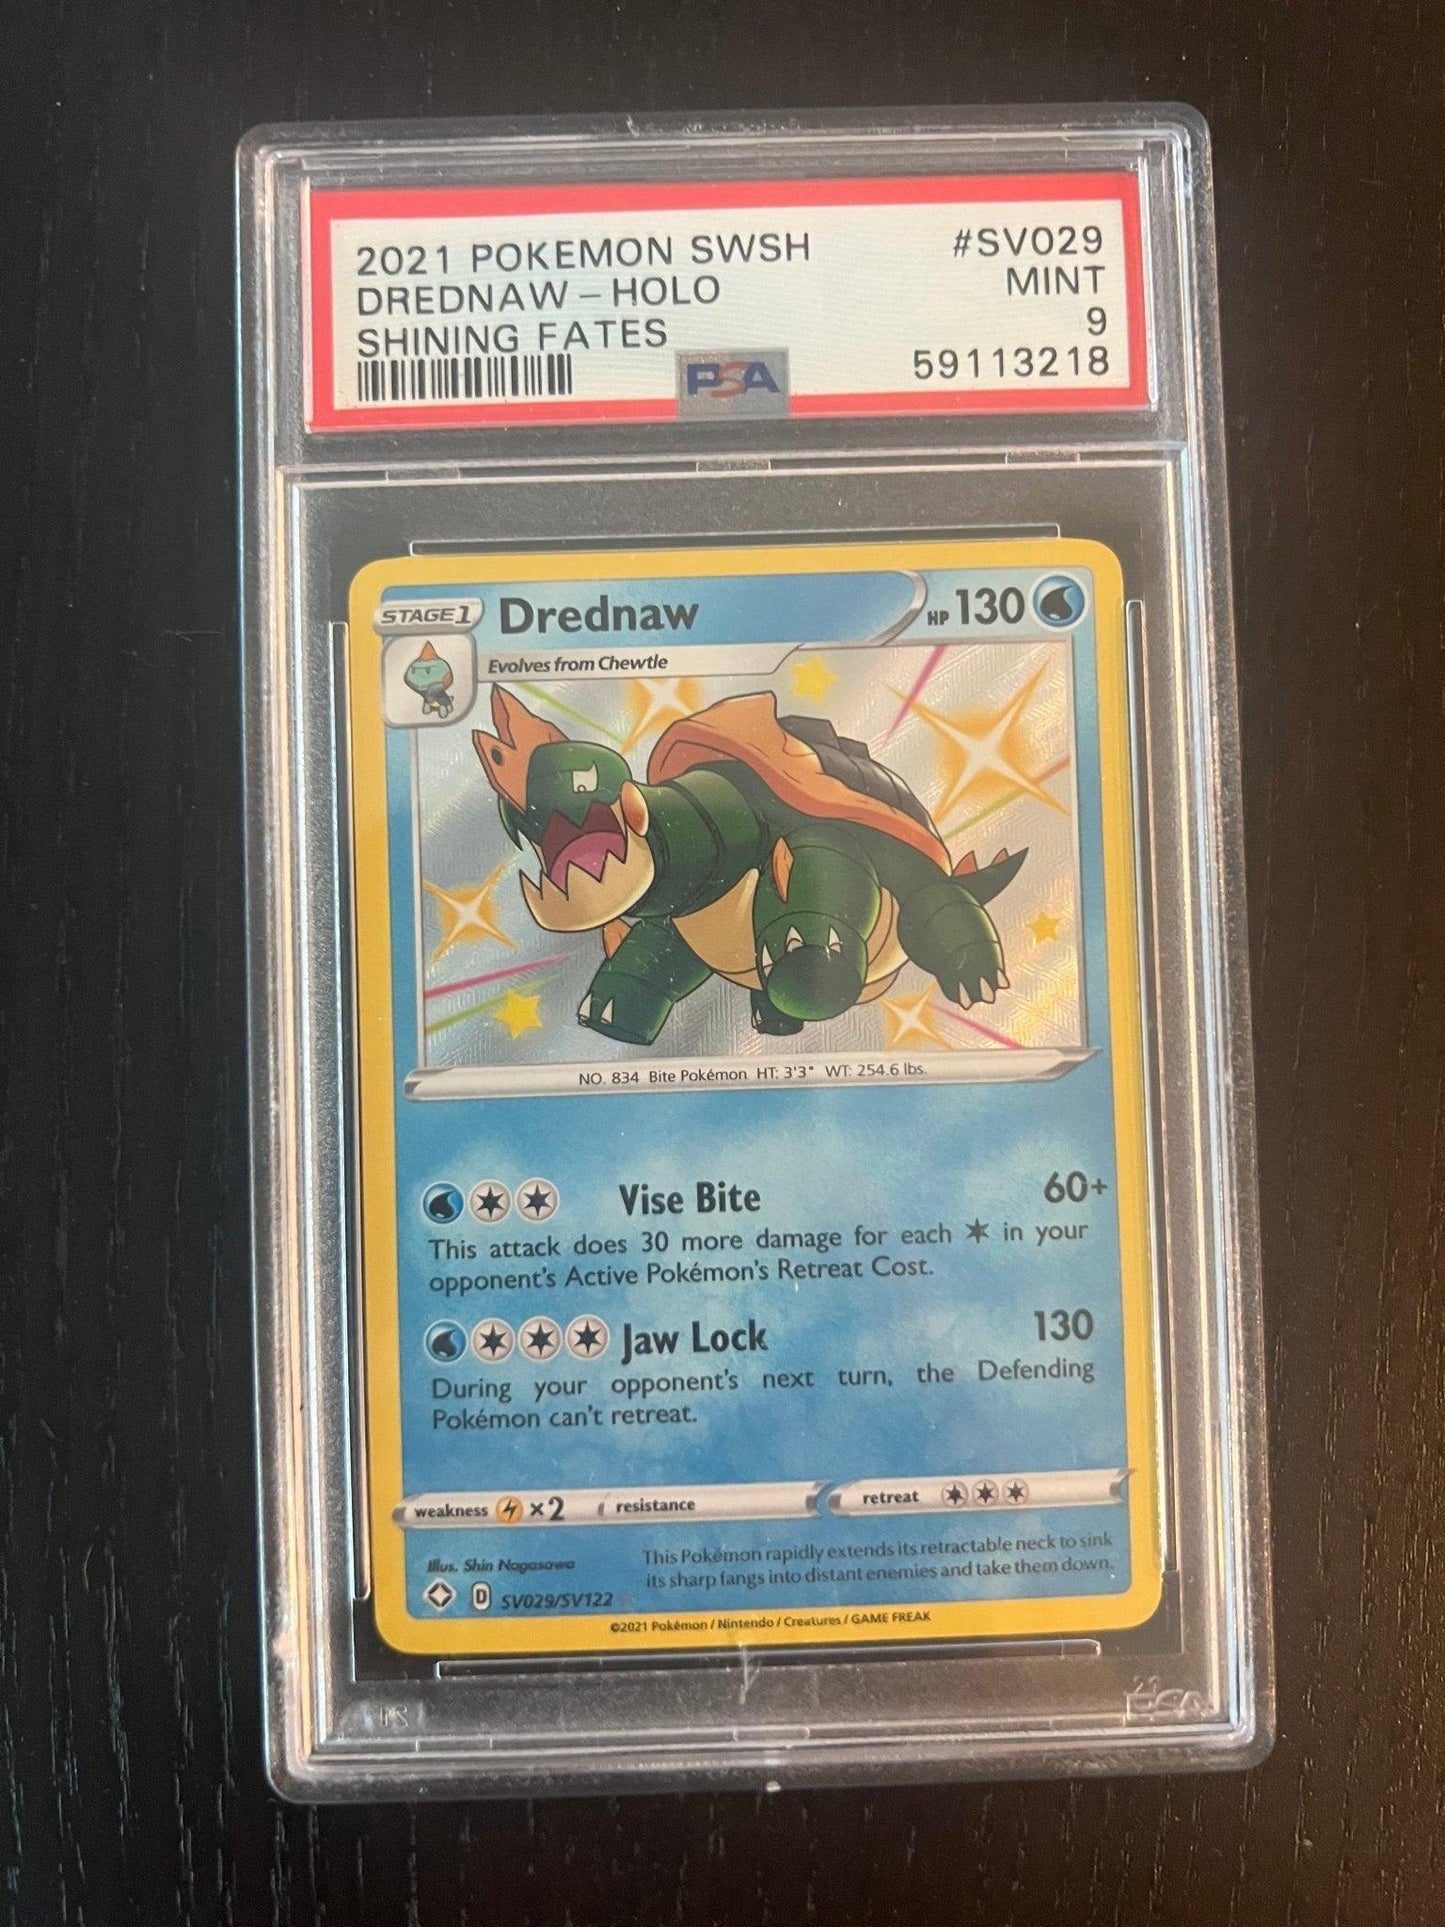 2021 POKEMON SWSH #SV029
DREDNAW - HOLO MINT
SHINING FATES 9
PSA 59113218
STAGE 1 Drednaw HP 130
Evolves from Chewtle
NO. 834 Bite Pokémon HT: 3'3" WT: 254.6 lbs.
Vise Bite 60+
This attack does 30 more damage for each in your
opponent's Active Pokémon's Retreat Cost.
Jaw Lock 130
During your opponent's next turn, the Defending
Pokémon can't retreat.
weakness ×2 resistance retreat
Illus. Shin Nagasawa
This Pokémon rapidly extends its retractable neck to sink
its sharp fangs into distant enemies and take them down.
D SV029/SV122
©2021 Pokémon / Nintendo / Creatures / GAME FREAK
PSA